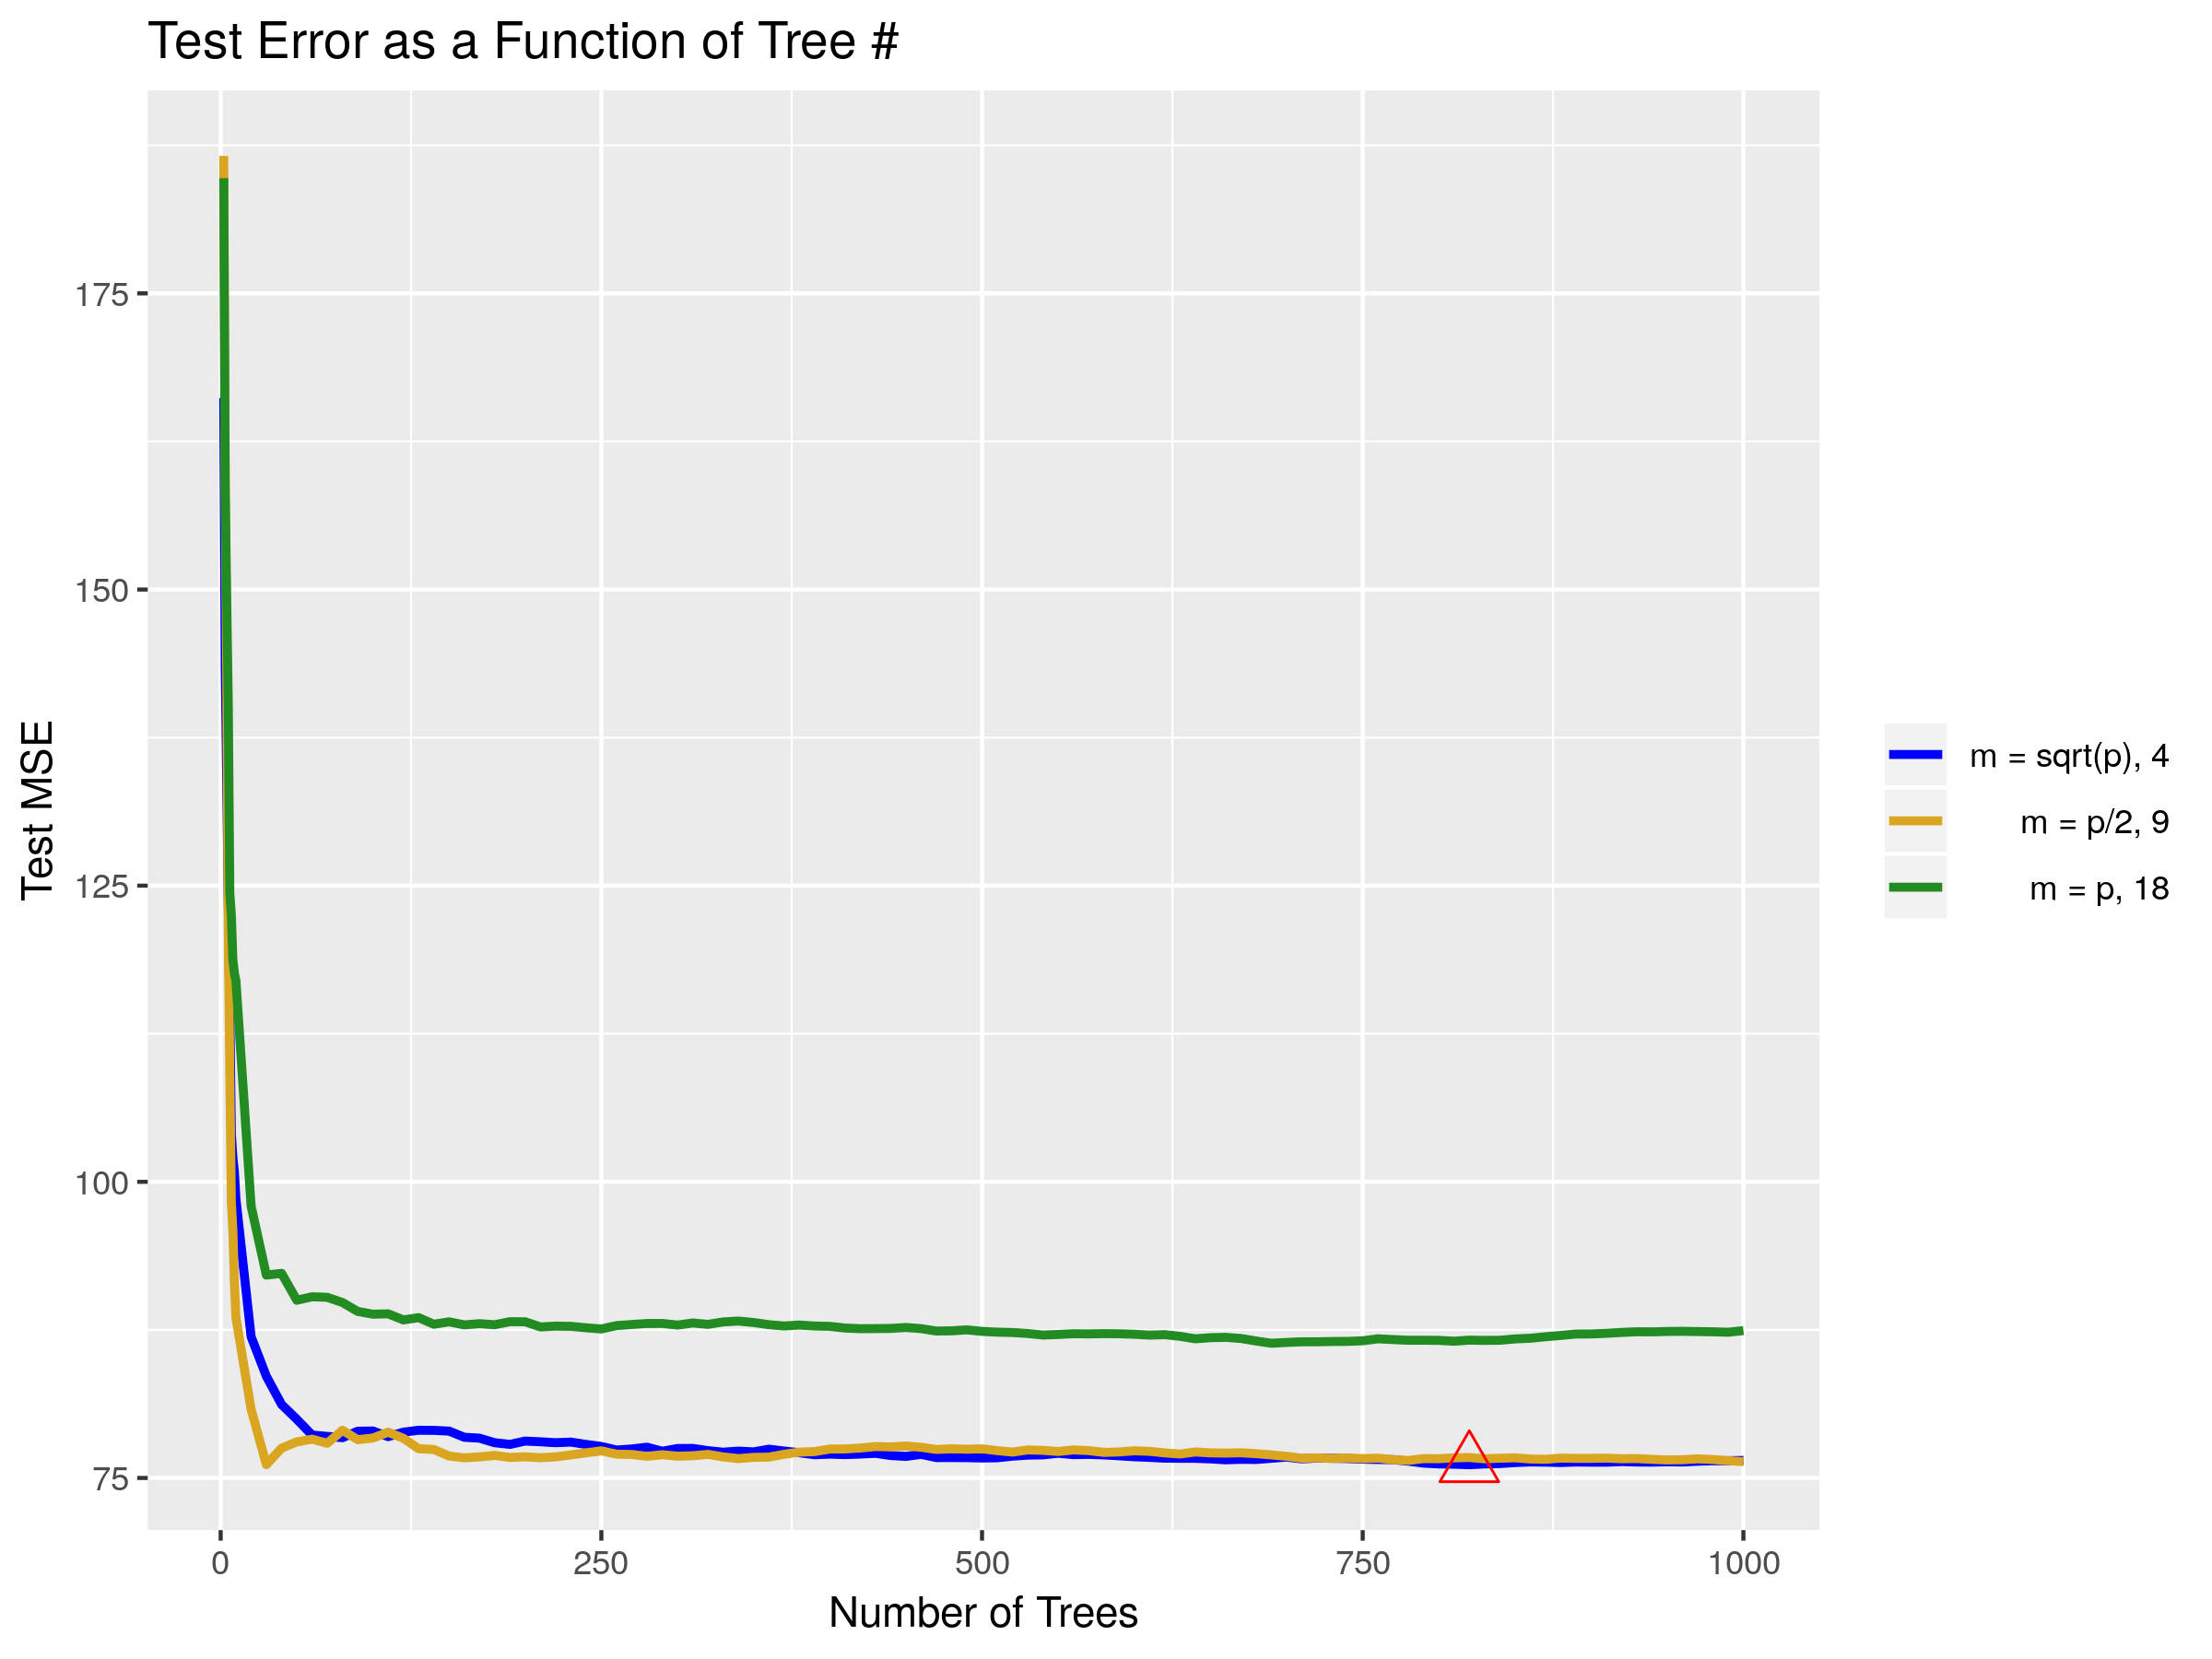 Test Error as a Function of Tree #
Test MSE
175
150
125
100
75
0 250 500 750 1000
Number of Trees
m = sqrt(p), 4
m = p/2, 9
m = p, 18